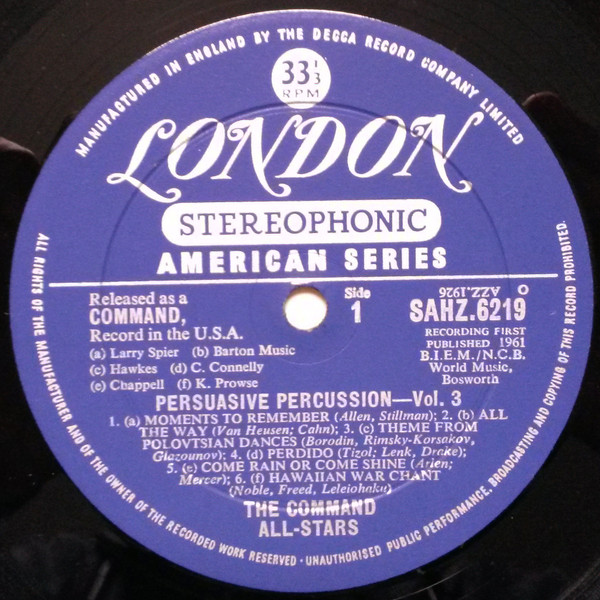 MANUFACTURED IN ENGLAND BY THE DECCA RECORD COMPANY LIMITED
33 1/3
RPM
LONDON
STEREOPHONIC
AMERICAN SERIES
Released as a
COMMAND,
Record in the U.S.A.
(a) Larry Spier (b) Barton Music
(c) Hawkes (d) C. Connelly
(e) Chappell (f) K. Prowse
Side
1
AZZ.1926 O
SAHZ.6219
RECORDING FIRST
PUBLISHED 1961
B.I.E.M./N.C.B.
World Music,
Bosworth
PERSUASIVE PERCUSSION—Vol. 3
1. (a) MOMENTS TO REMEMBER (Allen, Stillman); 2. (b) ALL
THE WAY (Van Heusen; Cahn); 3. (c) THEME FROM
POLOVTSIAN DANCES (Borodin, Rimsky-Korsakov,
Glazounov); 4. (d) PERDIDO (Tizol; Lenk, Drake);
5. (e) COME RAIN OR COME SHINE (Arlen;
Mercer); 6. (f) HAWAIIAN WAR CHANT
(Noble, Freed, Leleiohaku)
THE COMMAND
ALL-STARS
ALL RIGHTS OF THE MANUFACTURER AND OF THE OWNER OF THE RECORDED WORK RESERVED · UNAUTHORISED PUBLIC PERFORMANCE, BROADCASTING AND COPYING OF THIS RECORD PROHIBITED.